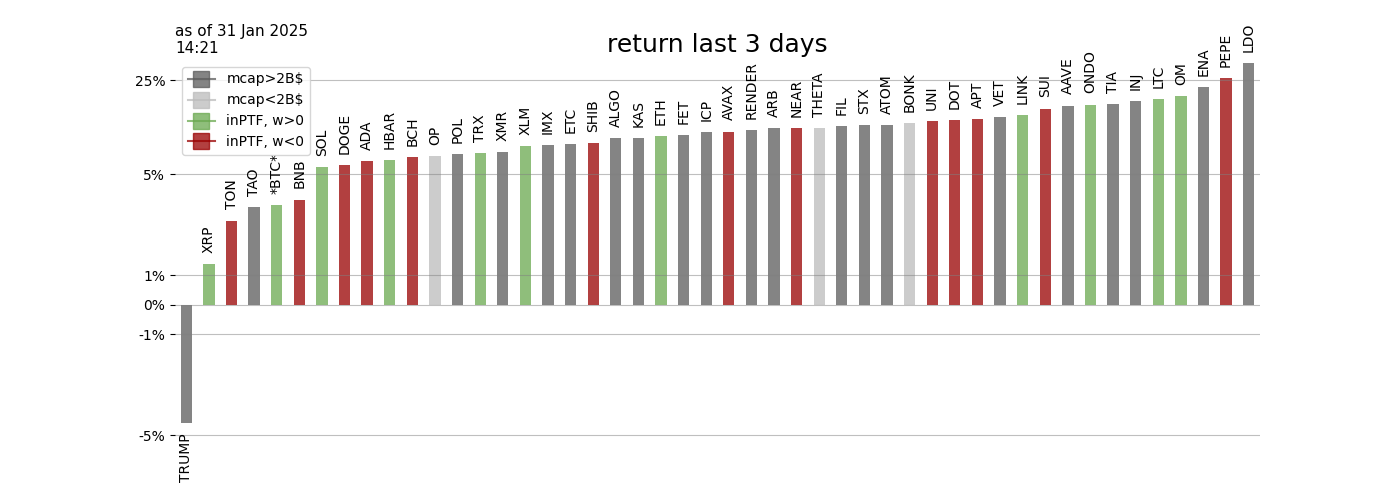 as of 31 Jan 2025
14:21
return last 3 days
mcap>2B$
mcap<2B$
inPTF, w>0
inPTF, w<0
25%
5%
1%
0%
-1%
-5%
TRUMP
XRP
TON
TAO
*BTC*
BNB
SOL
DOGE
ADA
HBAR
BCH
OP
POL
TRX
XMR
XLM
IMX
ETC
SHIB
ALGO
KAS
ETH
FET
ICP
AVAX
RENDER
ARB
NEAR
THETA
FIL
STX
ATOM
BONK
UNI
DOT
APT
VET
LINK
SUI
AAVE
ONDO
TIA
INJ
LTC
OM
ENA
PEPE
LDO